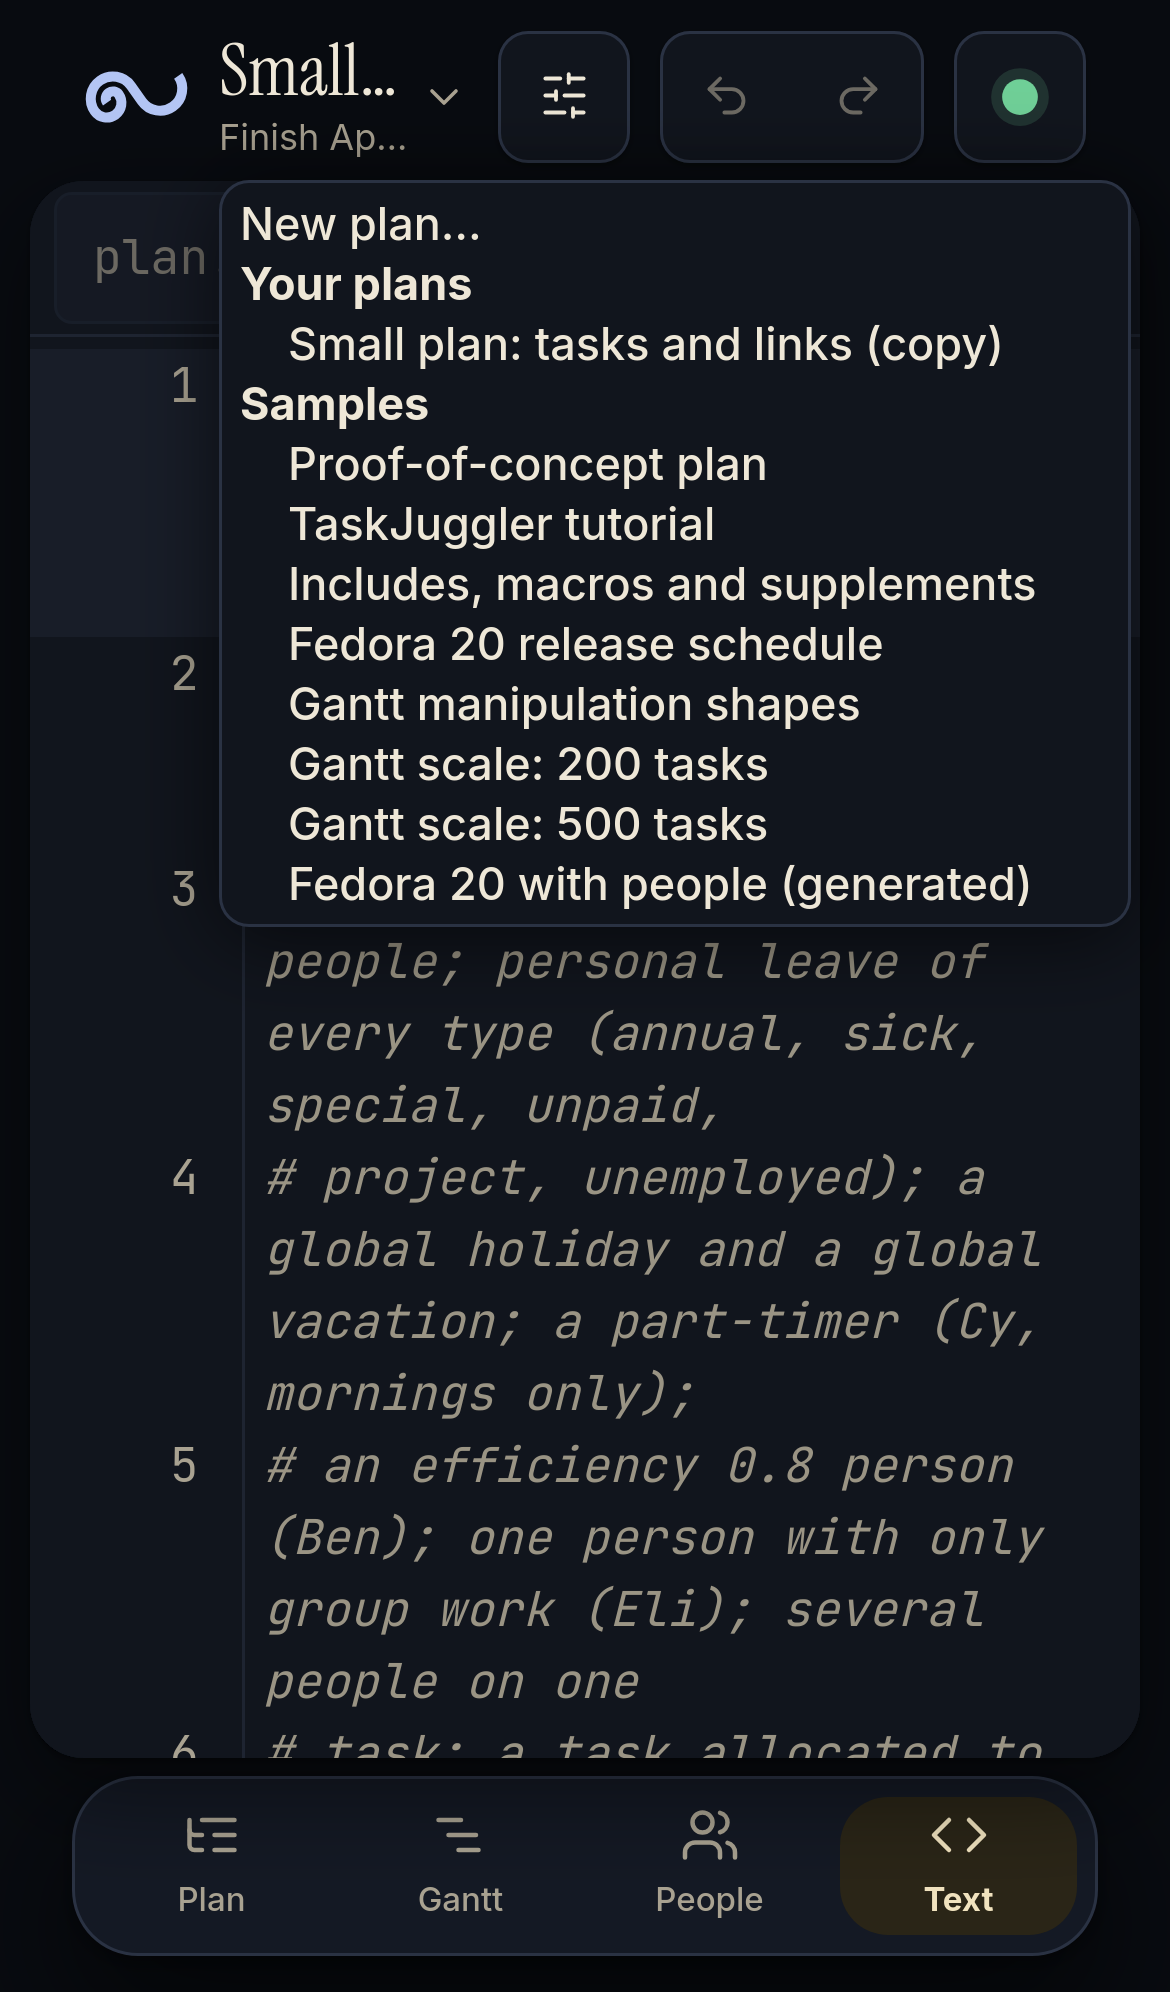 Small...
Finish Ap...
New plan...
Your plans
Small plan: tasks and links (copy)
Samples
Proof-of-concept plan
TaskJuggler tutorial
Includes, macros and supplements
Fedora 20 release schedule
Gantt manipulation shapes
Gantt scale: 200 tasks
Gantt scale: 500 tasks
Fedora 20 with people (generated)
plan
1
2
3
people; personal leave of
every type (annual, sick,
special, unpaid,
4 # project, unemployed); a
global holiday and a global
vacation; a part-timer (Cy,
mornings only);
5 # an efficiency 0.8 person
(Ben); one person with only
group work (Eli); several
people on one
6 # task; a task allocated to
Plan
Gantt
People
Text